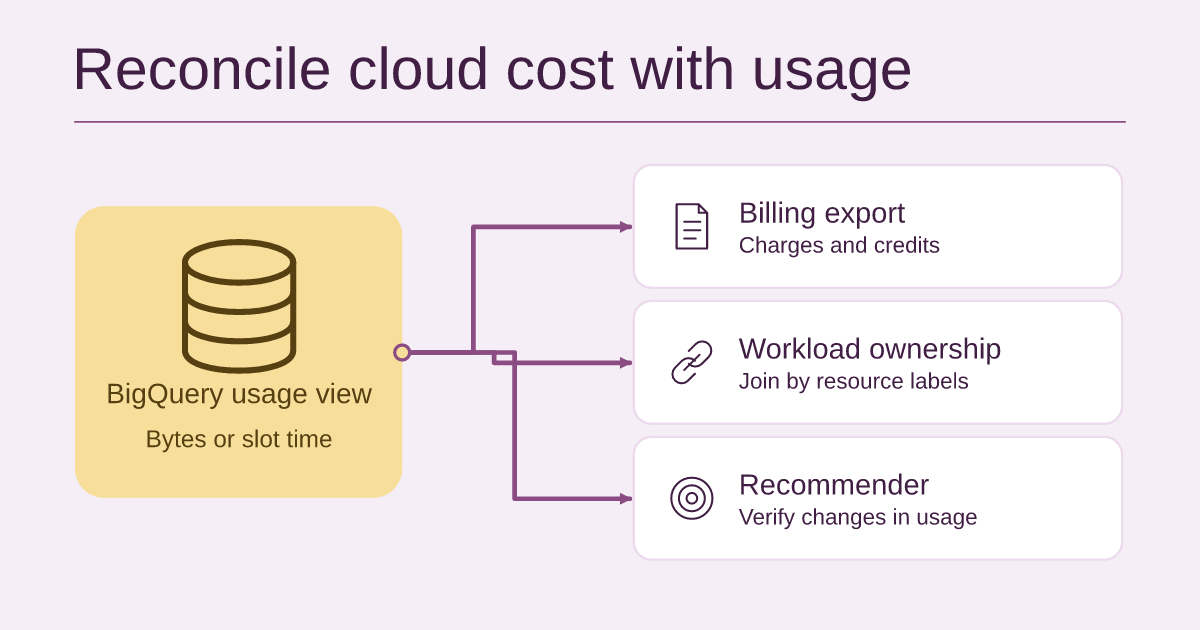 Reconcile cloud cost with usage
BigQuery usage view
Bytes or slot time
Billing export
Charges and credits
Workload ownership
Join by resource labels
Recommender
Verify changes in usage